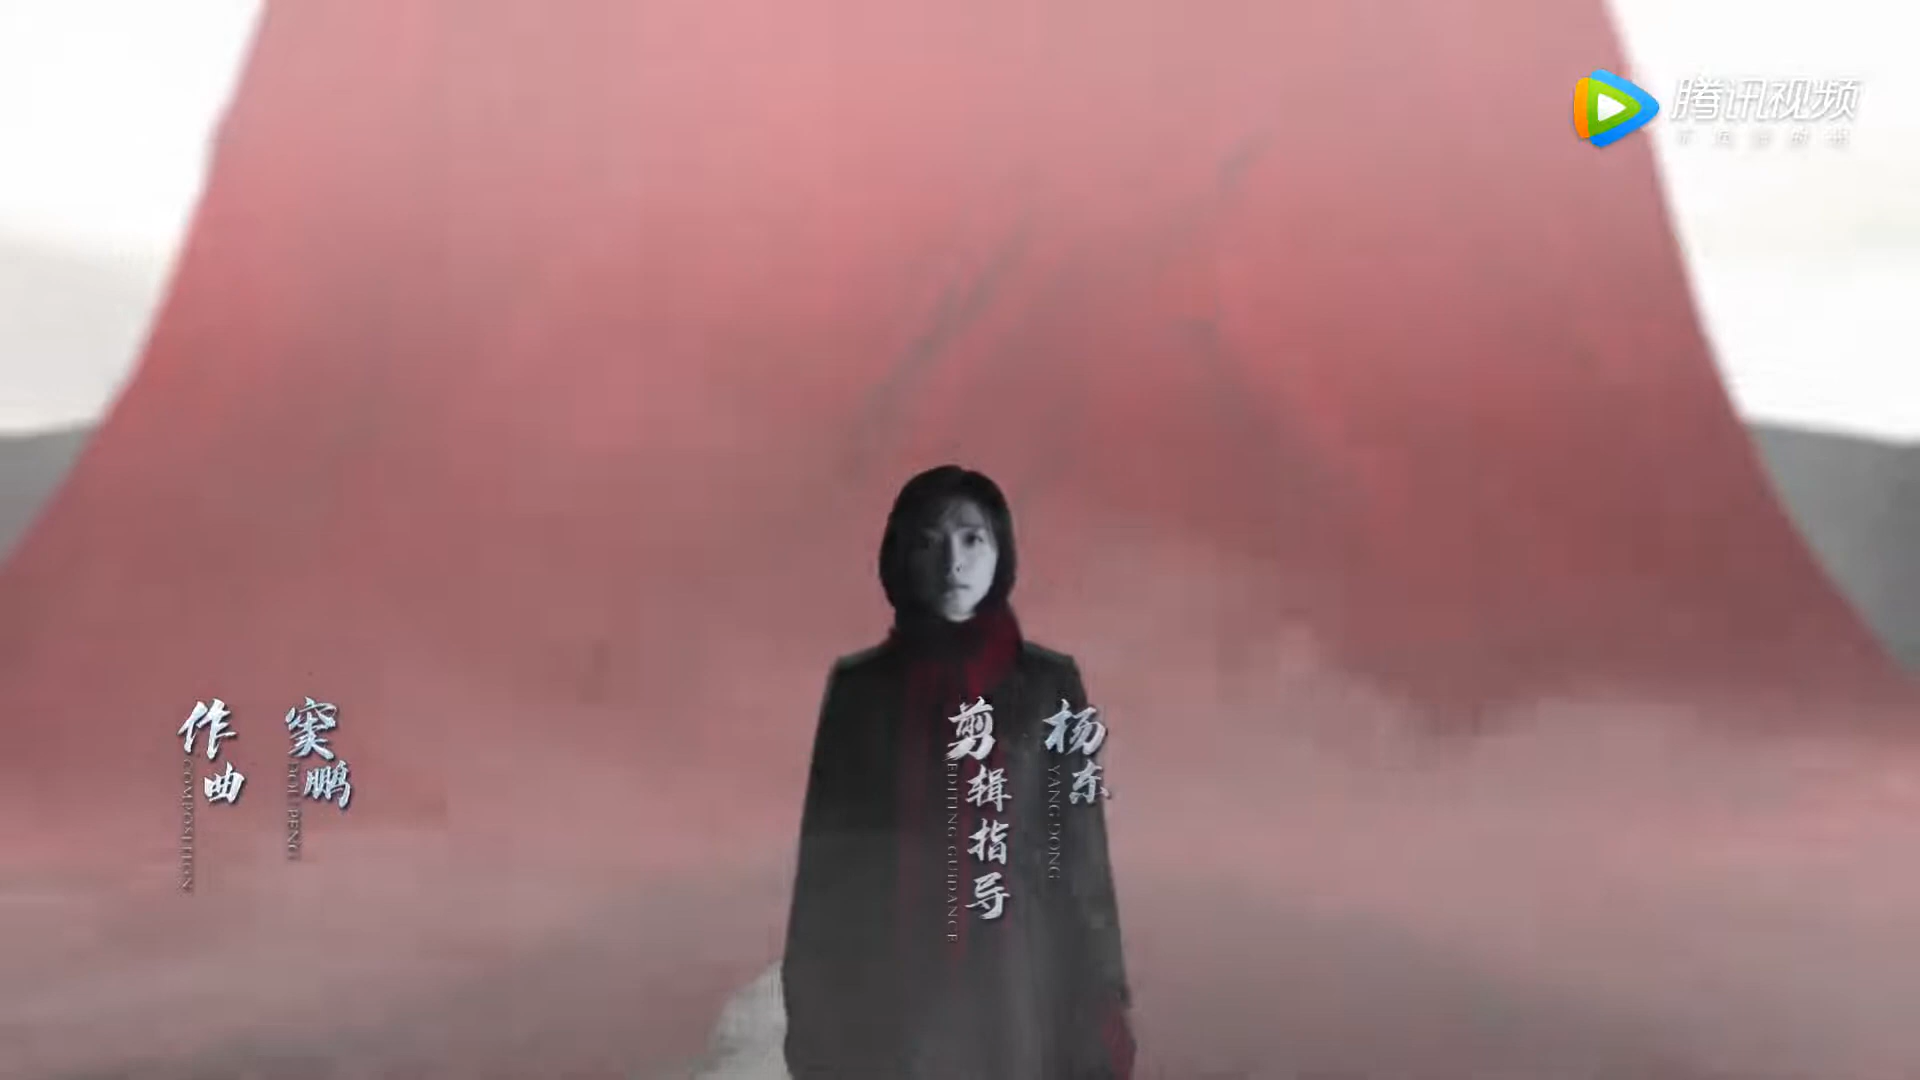 腾讯视频
作曲
COMPOSITION
窦鹏
DOU PENG
剪辑指导
EDITING GUIDANCE
杨东
YANG DONG